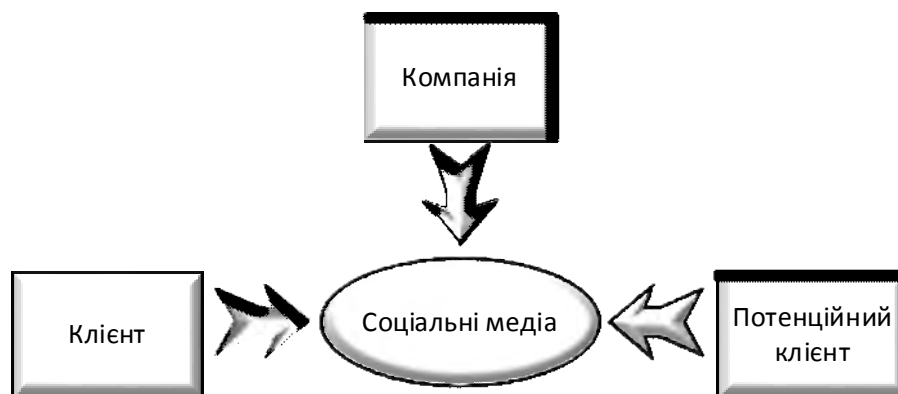 Компанія
Клієнт
Соціальні медіа
Потенційний
клієнт